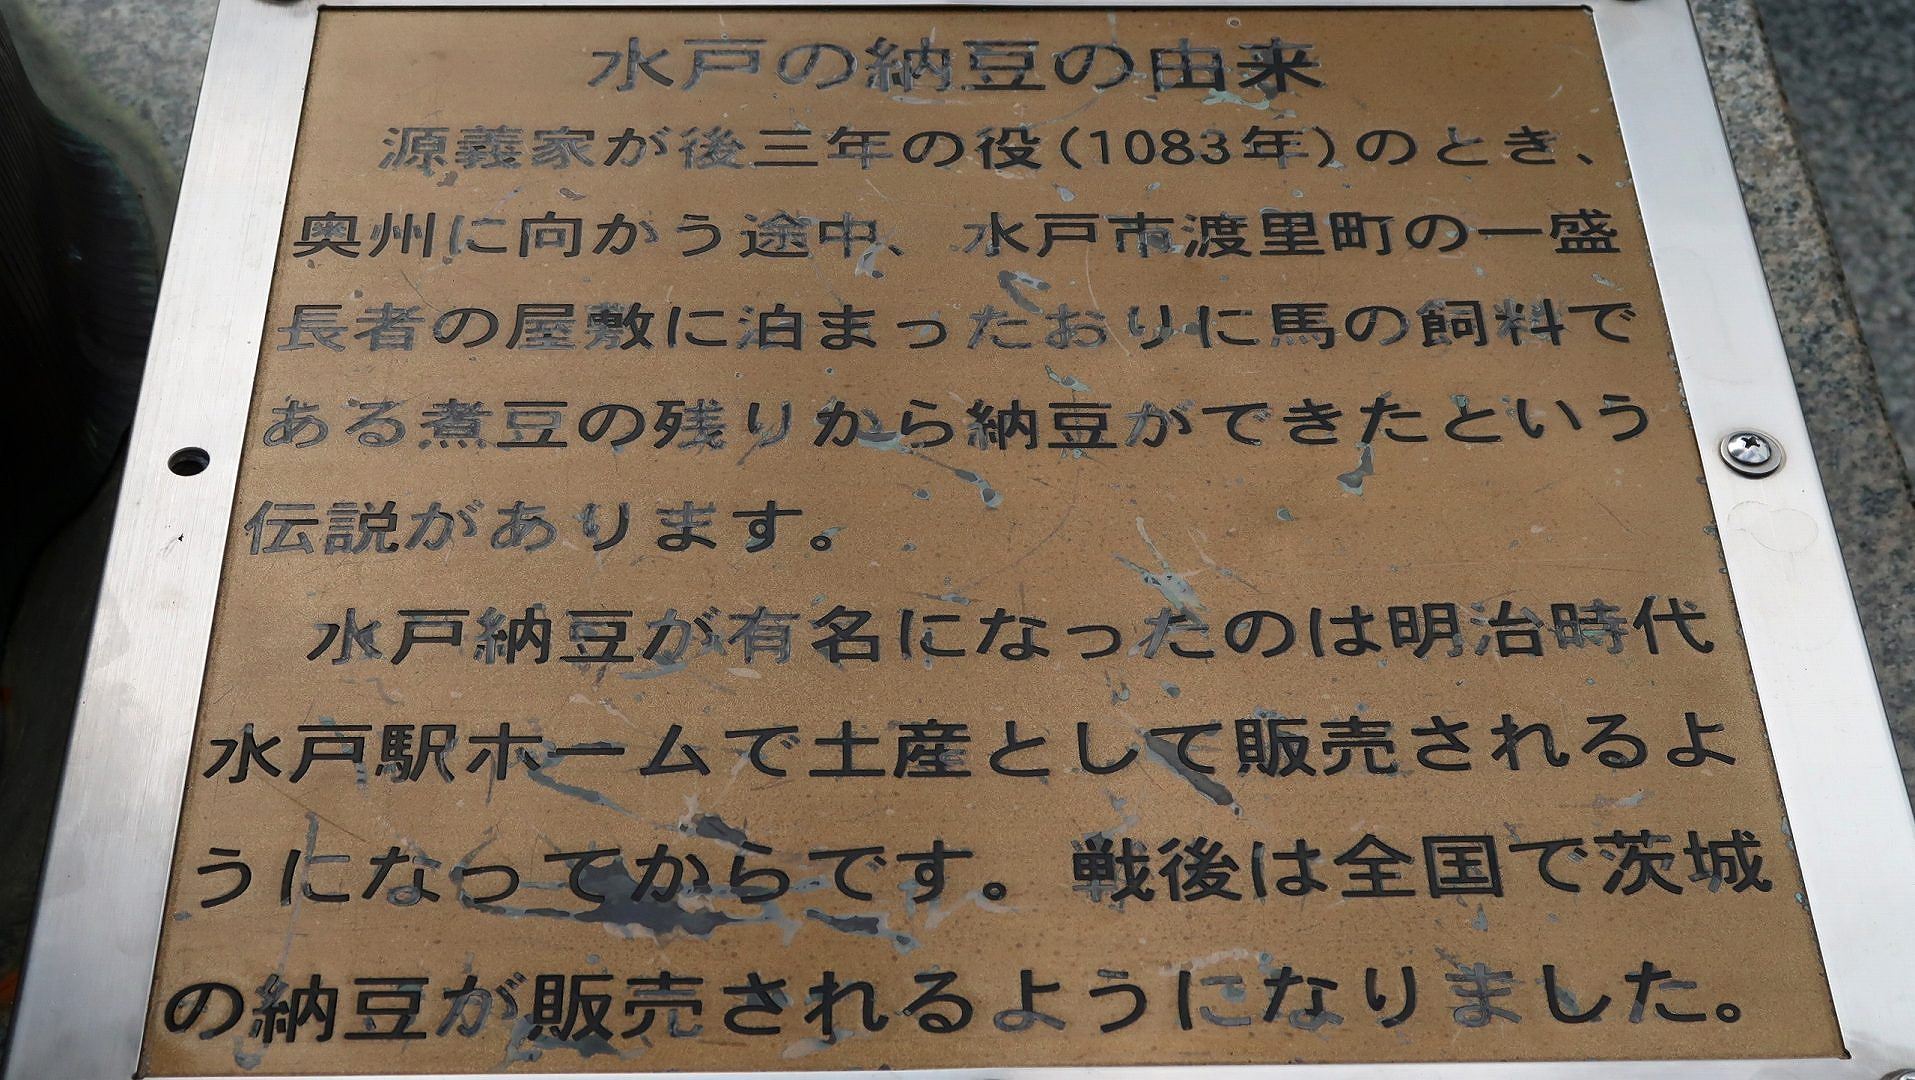 水戸の納豆の由来
源義家が後三年の役(1083年)のとき、
奥州に向かう途中、水戸市渡里町の一盛
長者の屋敷に泊まったおりに馬の飼料で
ある煮豆の残りから納豆ができたという
伝説があります。
水戸納豆が有名になったのは明治時代
水戸駅ホームで土産として販売されるよ
うになってからです。戦後は全国で茨城
の納豆が販売されるようになりました。